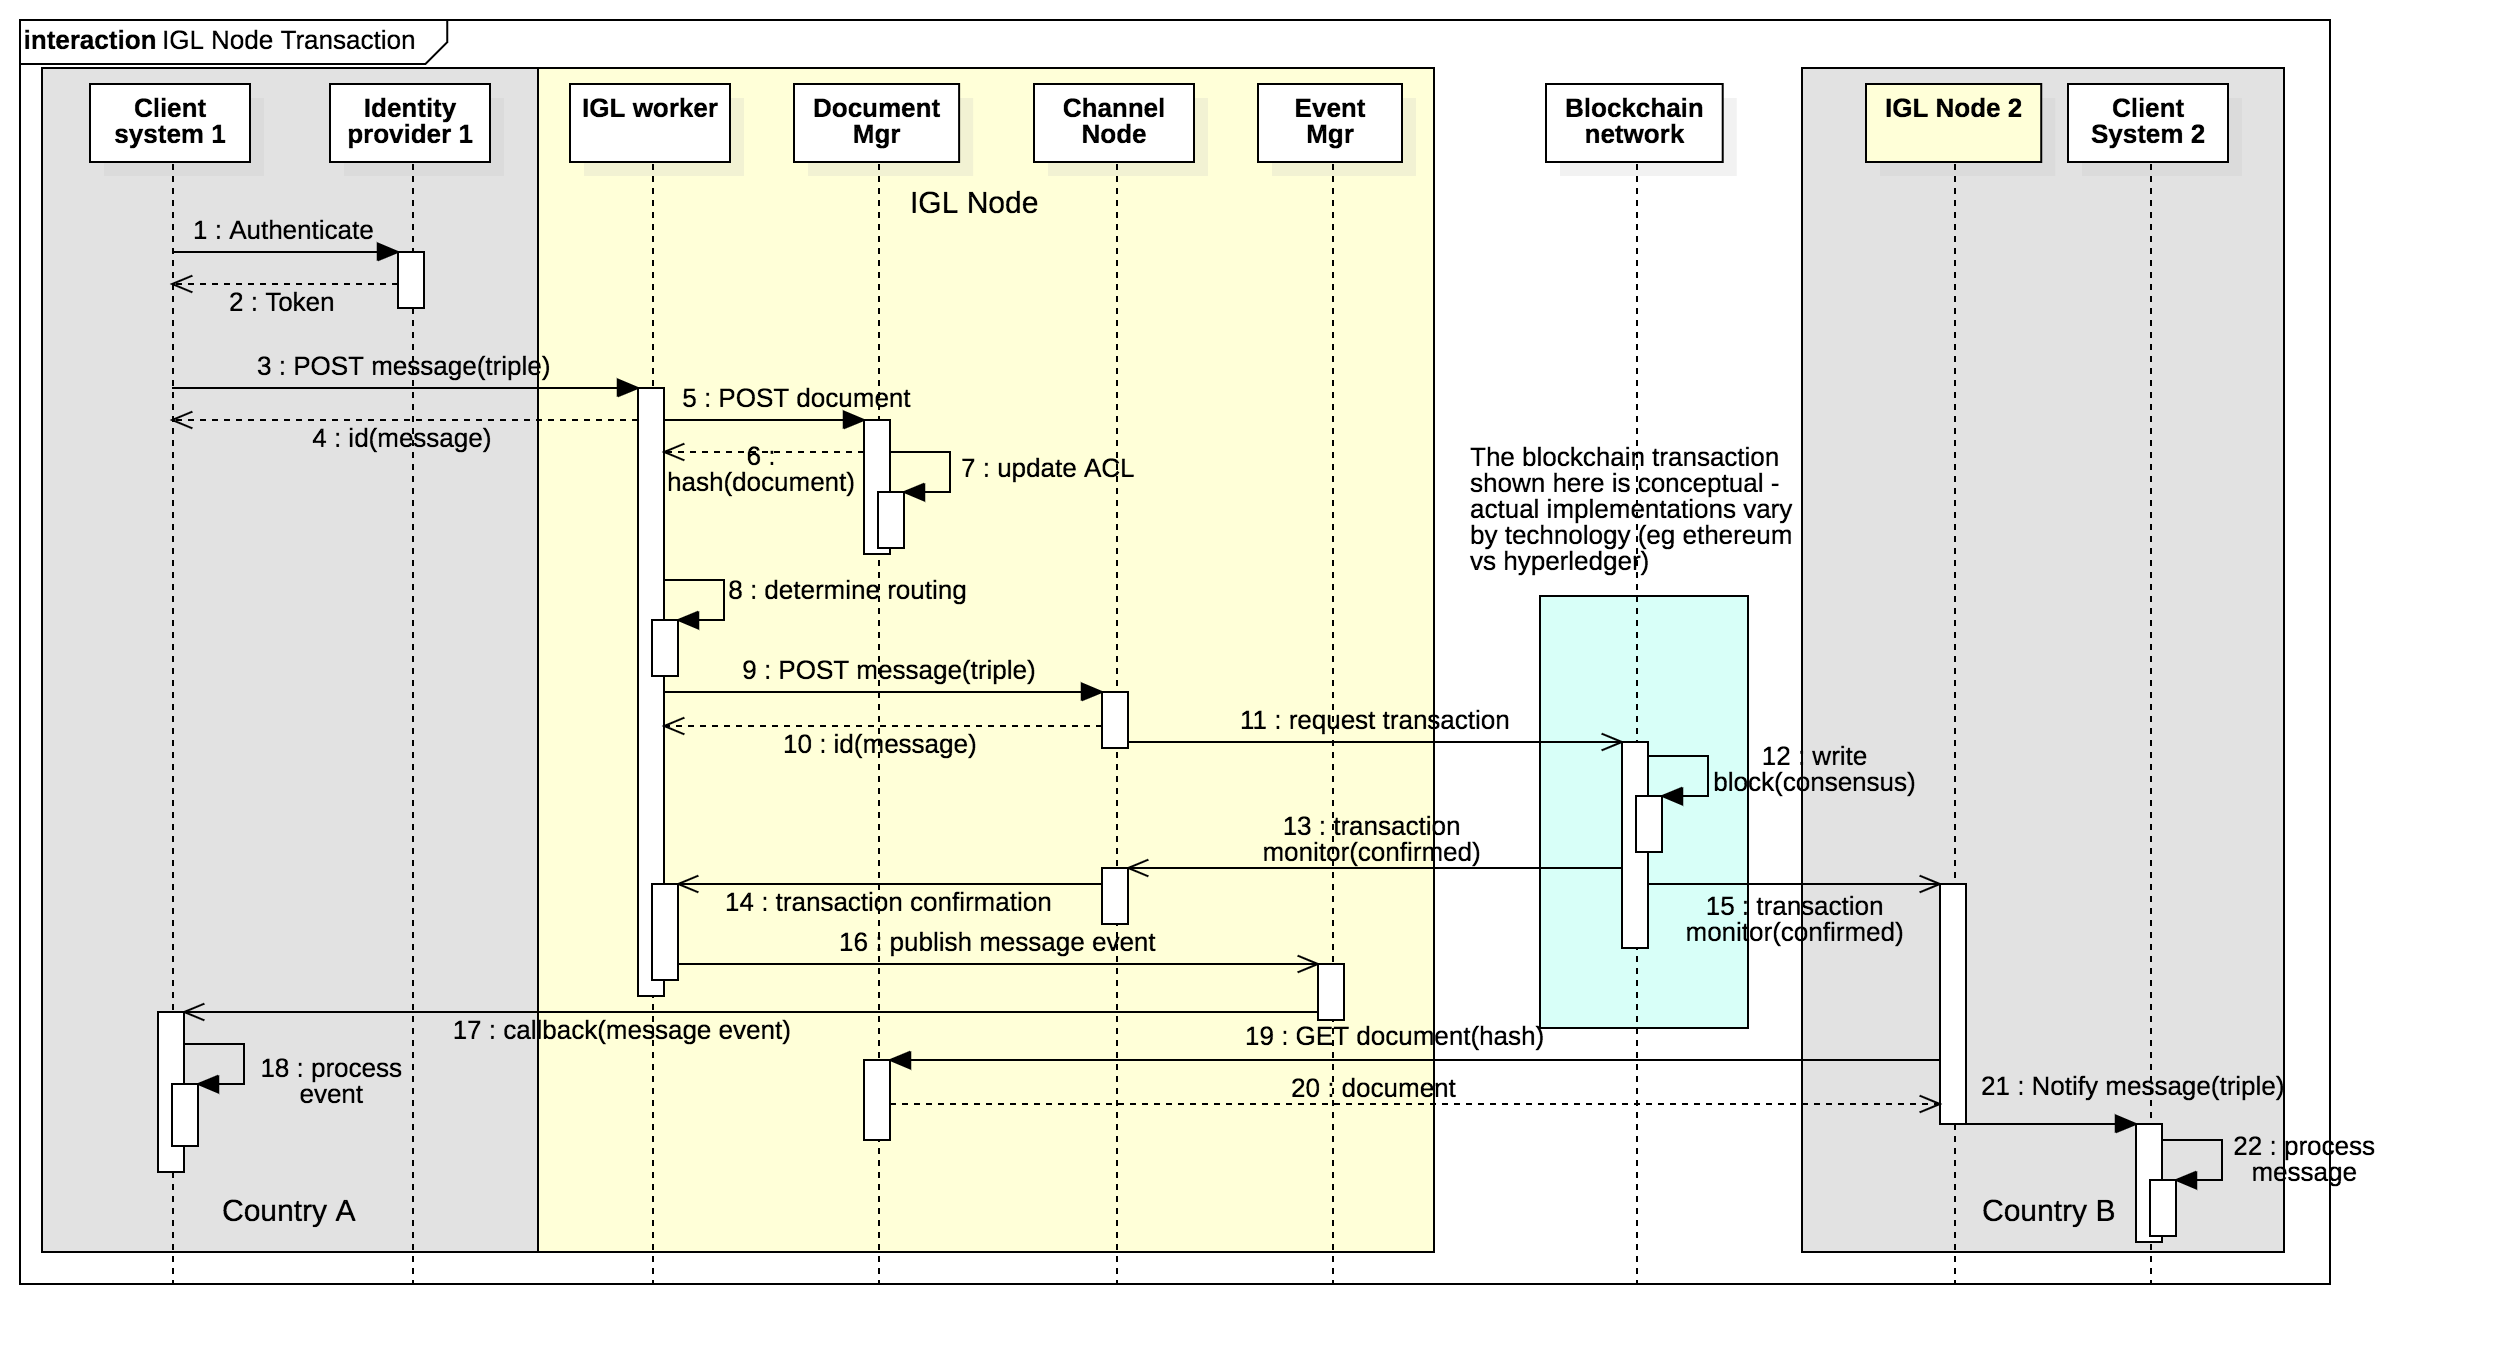 interaction IGL Node Transaction
Client
system 1
Identity
provider 1
IGL worker
Document
Mgr
Channel
Node
Event
Mgr
Blockchain
network
IGL Node 2
Client
System 2
IGL Node
1 : Authenticate
2 : Token
3 : POST message(triple)
4 : id(message)
5 : POST document
6 :
hash(document)
7 : update ACL
The blockchain transaction
shown here is conceptual -
actual implementations vary
by technology (eg ethereum
vs hyperledger)
8 : determine routing
9 : POST message(triple)
10 : id(message)
11 : request transaction
12 : write
block(consensus)
13 : transaction
monitor(confirmed)
14 : transaction confirmation
15 : transaction
monitor(confirmed)
16 : publish message event
17 : callback(message event)
18 : process
event
19 : GET document(hash)
20 : document
21 : Notify message(triple)
22 : process
message
Country A
Country B